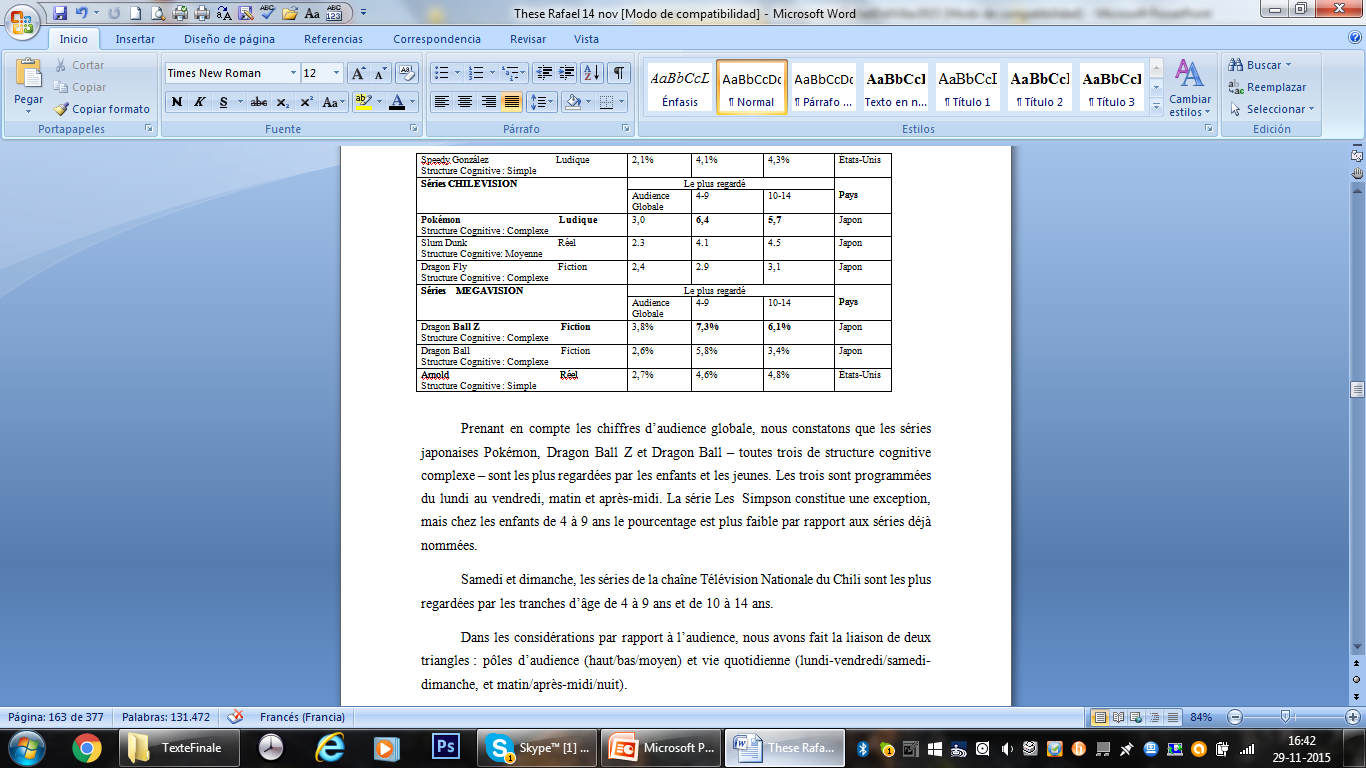 These Rafael 14 nov [Modo de compatibilidad] - Microsoft Word
Inicio Insertar Diseño de página Referencias Correspondencia Revisar Vista
Pegar
Cortar
Copiar
Copiar formato
Portapapeles
Times New Roman 12
Fuente
Párrafo
AaBbCcL AaBbCcDc AaBbCcDc AaBbCcI AaBbCcI AaBbCcI AaBbCcI
Énfasis ¶ Normal ¶ Párrafo ... Texto en n... ¶ Título 1 ¶ Título 2 ¶ Título 3
Cambiar estilos
Estilos
Buscar
Reemplazar
Seleccionar
Edición
Speedy González Ludique 2,1% 4,1% 4,3% Etats-Unis
Structure Cognitive : Simple
Séries CHILEVISION Le plus regardé
Audience Globale 4-9 10-14 Pays
Pokémon Ludique 3,0 6,4 5,7 Japon
Structure Cognitive : Complexe
Slum Dunk Réel 2.3 4.1 4.5 Japon
Structure Cognitive: Moyenne
Dragon Fly Fiction 2,4 2.9 3,1 Japon
Structure Cognitive : Complexe
Séries MEGAVISION Le plus regardé
Audience Globale 4-9 10-14 Pays
Dragon Ball Z Fiction 3,8% 7,3% 6,1% Japon
Structure Cognitive : Complexe
Dragon Ball Fiction 2,6% 5,8% 3,4% Japon
Structure Cognitive : Complexe
Arnold Réel 2,7% 4,6% 4,8% Etats-Unis
Structure Cognitive : Simple
Prenant en compte les chiffres d’audience globale, nous constatons que les séries
japonaises Pokémon, Dragon Ball Z et Dragon Ball – toutes trois de structure cognitive
complexe – sont les plus regardées par les enfants et les jeunes. Les trois sont programmées
du lundi au vendredi, matin et après-midi. La série Les Simpson constitue une exception,
mais chez les enfants de 4 à 9 ans le pourcentage est plus faible par rapport aux séries déjà
nommées.
Samedi et dimanche, les séries de la chaîne Télévision Nationale du Chili sont les plus
regardées par les tranches d’âge de 4 à 9 ans et de 10 à 14 ans.
Dans les considérations par rapport à l’audience, nous avons fait la liaison de deux
triangles : pôles d’audience (haut/bas/moyen) et vie quotidienne (lundi-vendredi/samedi-
dimanche, et matin/après-midi/nuit).
Página: 163 de 377 Palabras: 131.472 Francés (Francia) 84%
TexteFinale Skype™ [1] ... Microsoft P... These Rafa... 16:42
29-11-2015